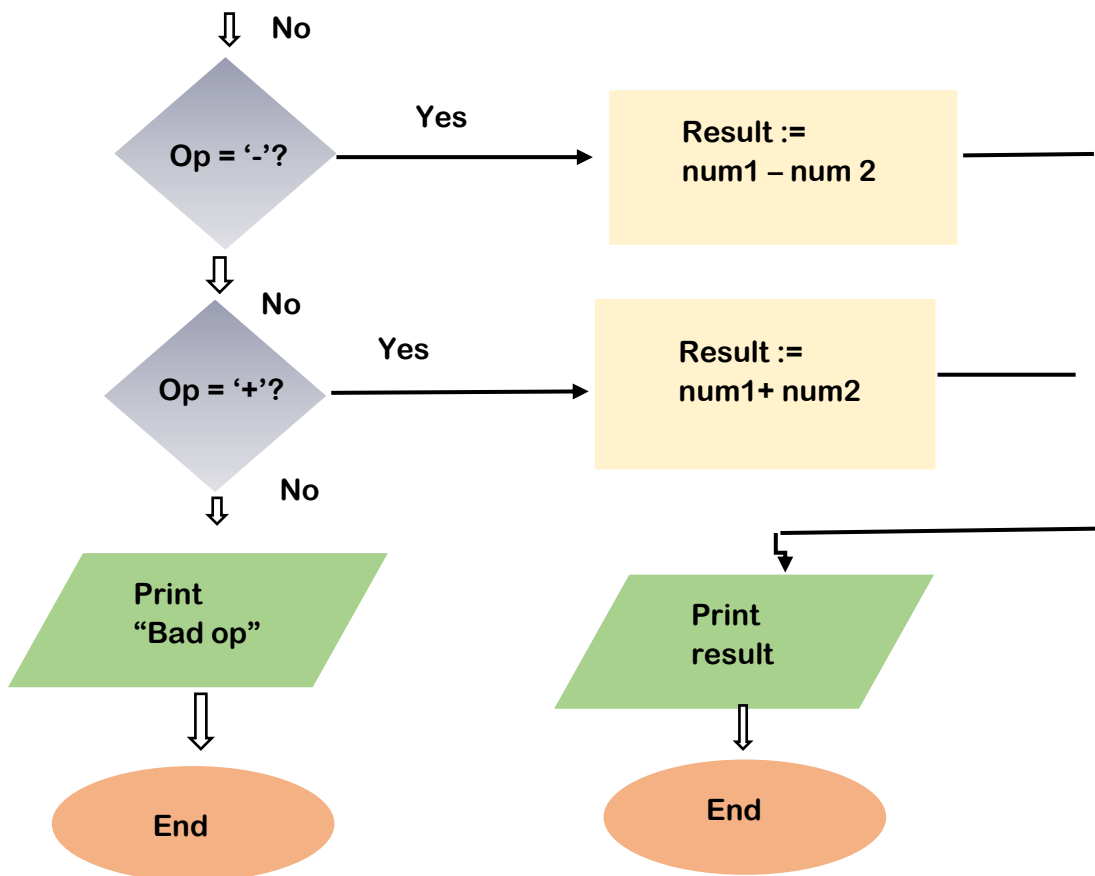 No
Op = ‘-’?
Yes
Result :=
num1 – num 2
No
Op = ‘+’?
Yes
Result :=
num1+ num2
No
Print
“Bad op”
Print
result
End
End